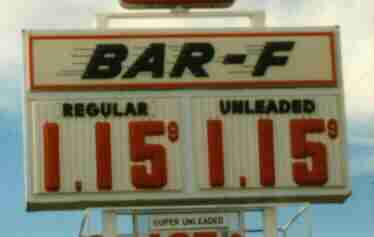 BAR-F
REGULAR UNLEADED
1.15⁹ 1.15⁹
SUPER UNLEADED